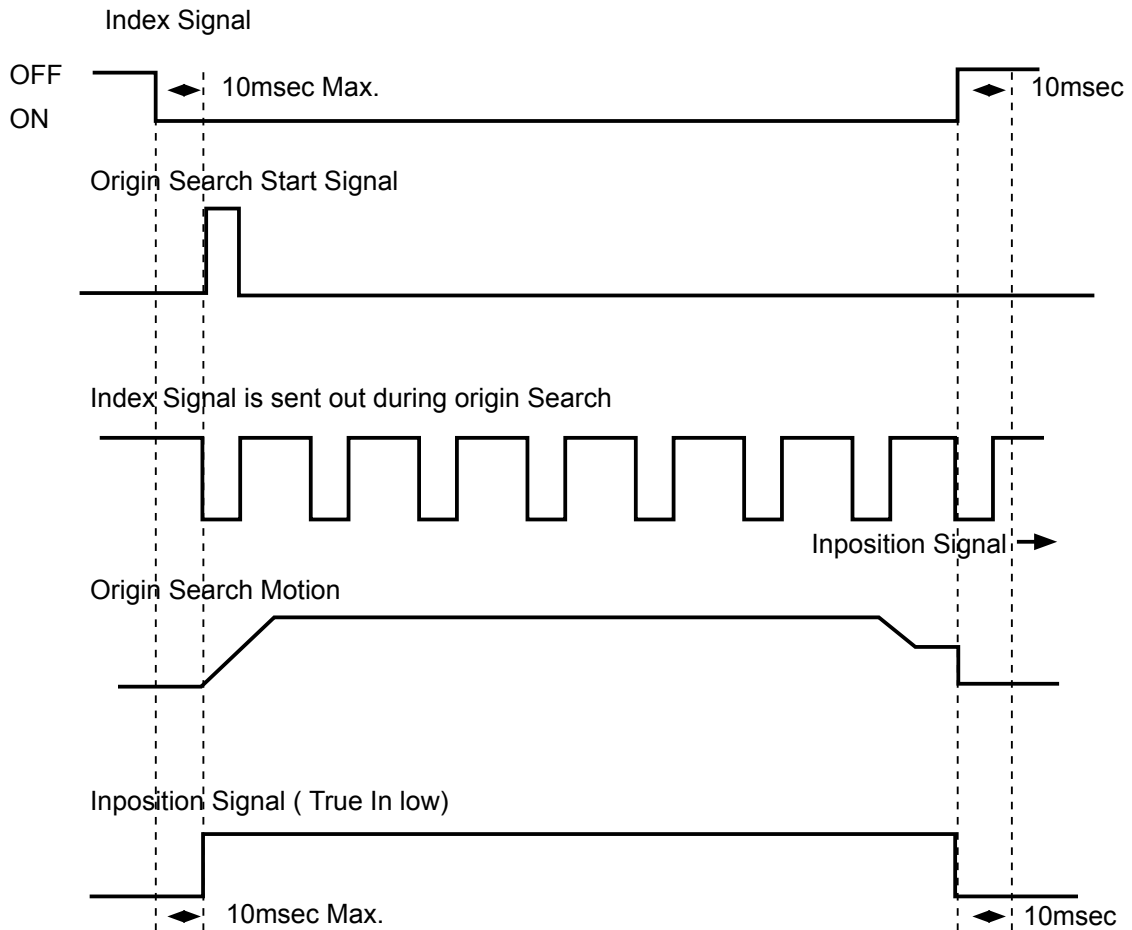 Index Signal
OFF
10msec Max.
10msec
ON
Origin Search Start Signal
Index Signal is sent out during origin Search
Inposition Signal
Origin Search Motion
Inposition Signal ( True In low)
10msec Max.
10msec